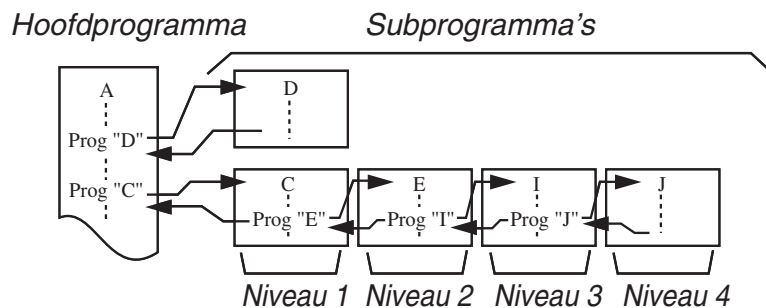 Hoofdprogramma
Subprogramma's
A
Prog "D"
Prog "C"
D
C
Prog "E"
E
Prog "I"
I
Prog "J"
J
Niveau 1
Niveau 2
Niveau 3
Niveau 4